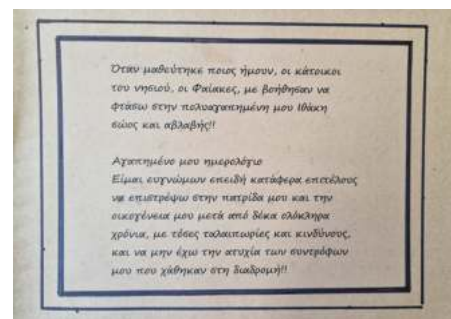 Όταν μαθεύτηκε ποιος ήμουν, οι κάτοικοι
του νησιού, οι Φαίακες, με βοήθησαν να
φτάσω στην πολυαγαπημένη μου Ιθάκη
σώος και αβλαβής!!
Αγαπημένο μου ημερολόγιο
Είμαι ευγνώμων επειδή κατάφερα επιτέλους
να επιστρέψω στην πατρίδα μου και την
οικογένεια μου μετά από δέκα ολόκληρα
χρόνια, με τόσες ταλαιπωρίες και κινδύνους,
και να μην έχω την ατυχία των συντρόφων
μου που χάθηκαν στη διαδρομή!!